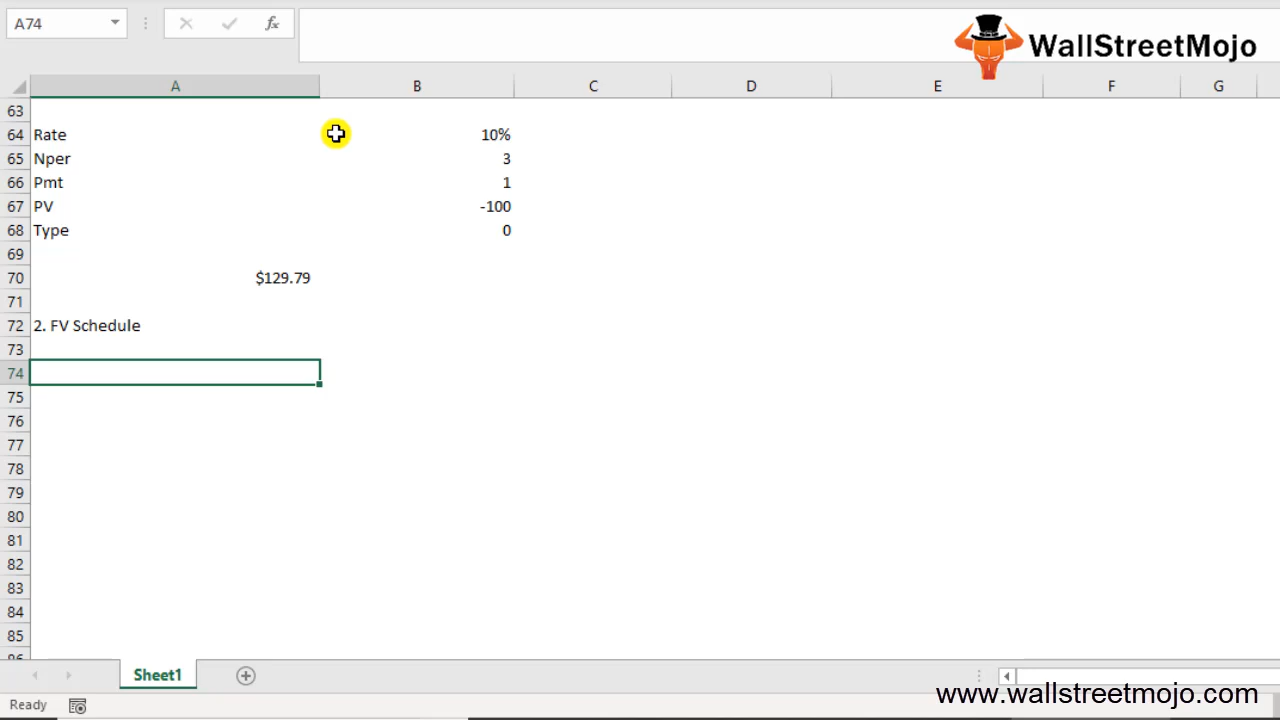 A74
fx
WallStreetMojo
A B C D E F G
63
64 Rate 10%
65 Nper 3
66 Pmt 1
67 PV -100
68 Type 0
69
70 $129.79
71
72 2. FV Schedule
73
74
75
76
77
78
79
80
81
82
83
84
85
86
Sheet1
www.wallstreetmojo.com
Ready